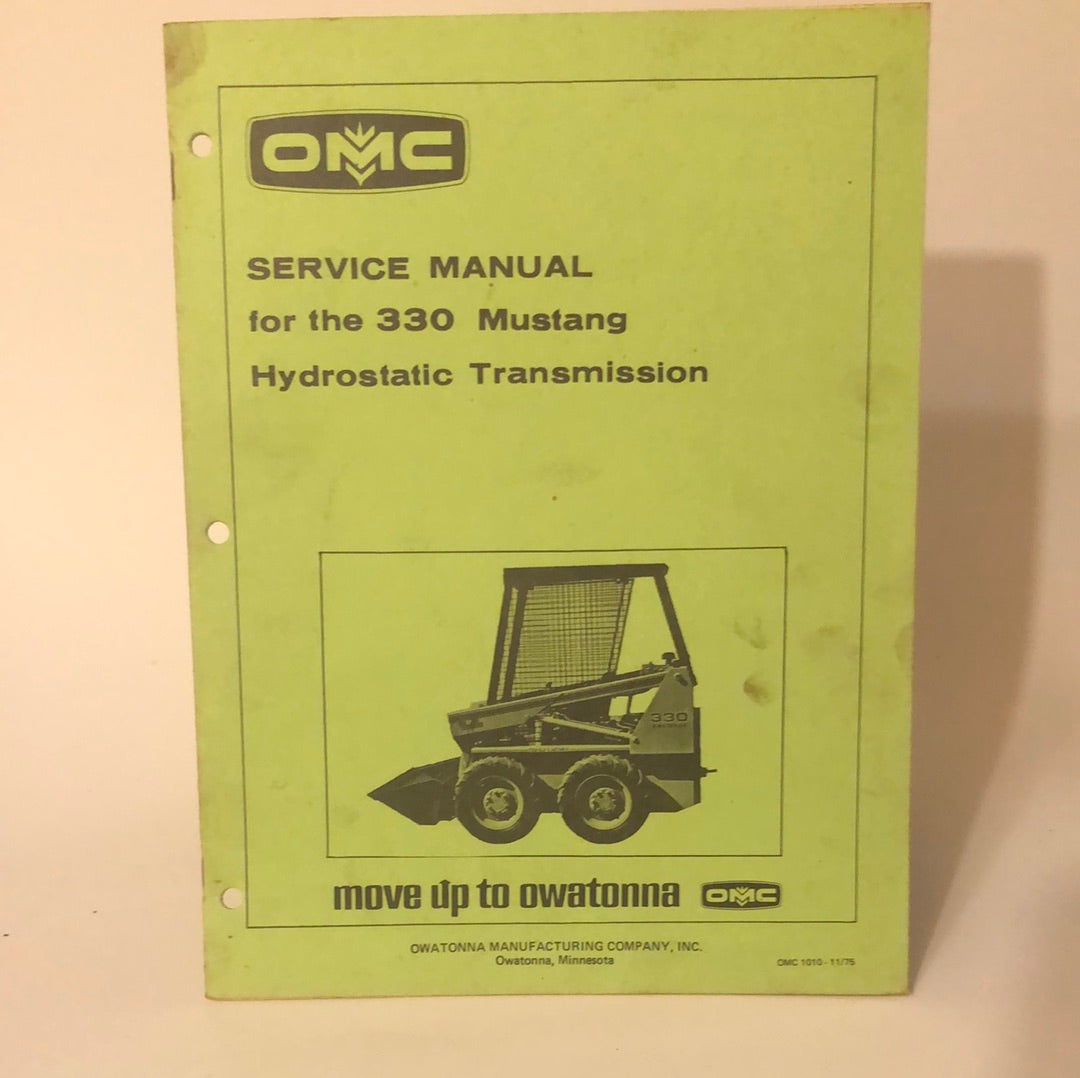 OMC
SERVICE MANUAL
for the 330 Mustang
Hydrostatic Transmission
330
move up to owatonna OMC
OWATONNA MANUFACTURING COMPANY, INC.
Owatonna, Minnesota
OMC 1010 - 11/75